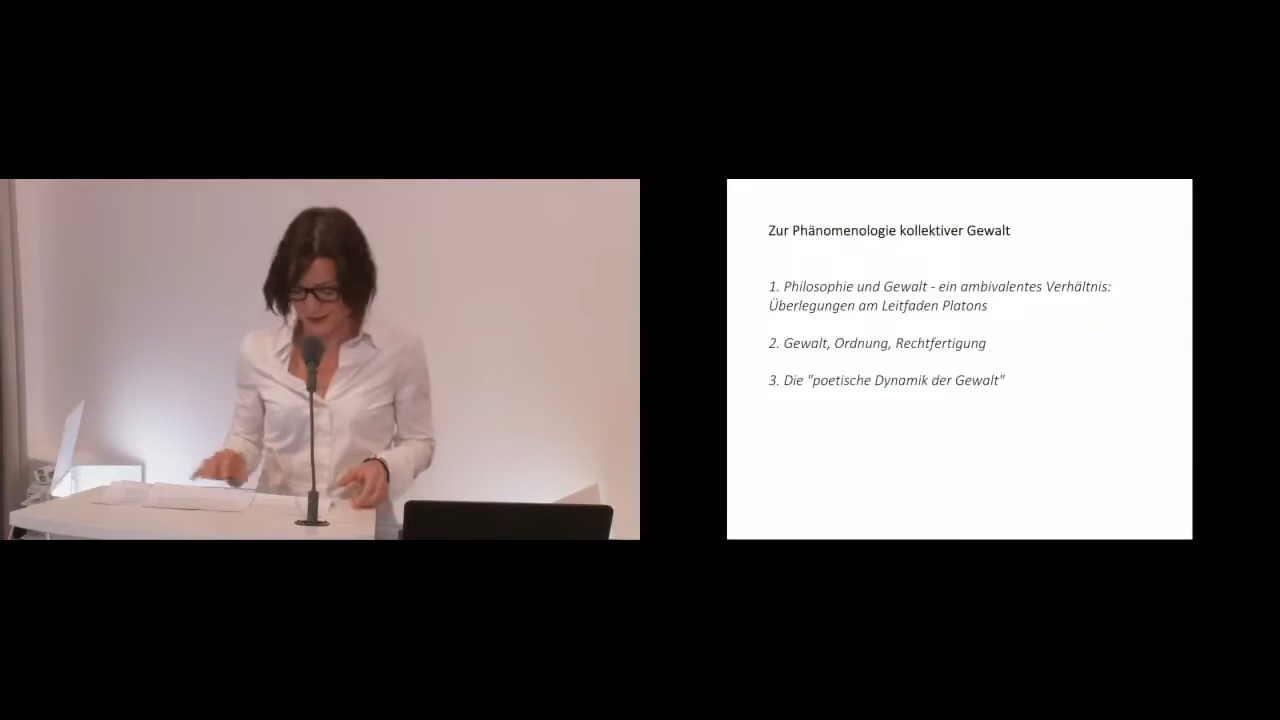 Zur Phänomenologie kollektiver Gewalt
1. Philosophie und Gewalt - ein ambivalentes Verhältnis:
Überlegungen am Leitfaden Platons
2. Gewalt, Ordnung, Rechtfertigung
3. Die "poetische Dynamik der Gewalt"